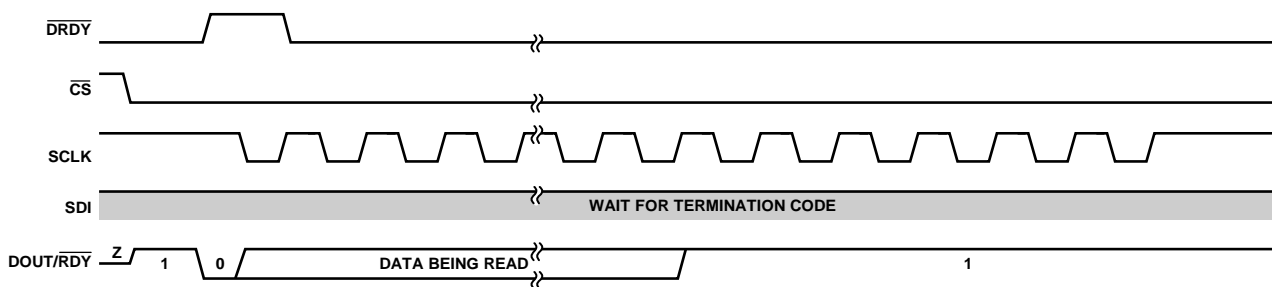 DRDY
CS
SCLK
SDI
WAIT FOR TERMINATION CODE
DOUT/RDY
Z
1
0
DATA BEING READ
1